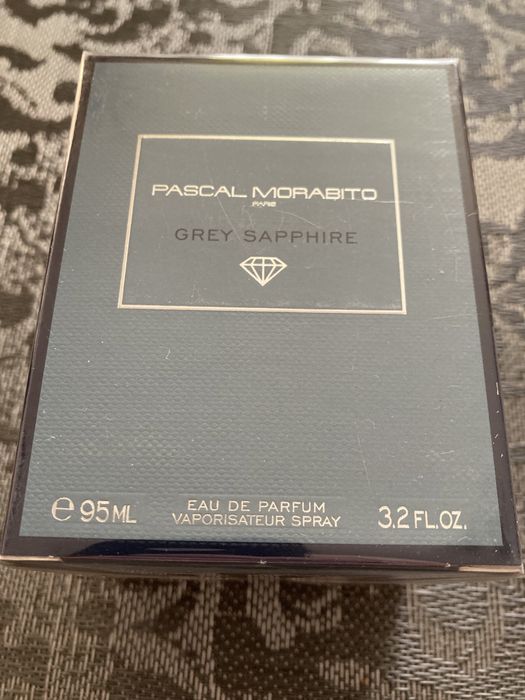 PASCAL MORABITO
PARIS
GREY SAPPHIRE
℮ 95 ML
EAU DE PARFUM
VAPORISATEUR SPRAY
3.2 FL.OZ.